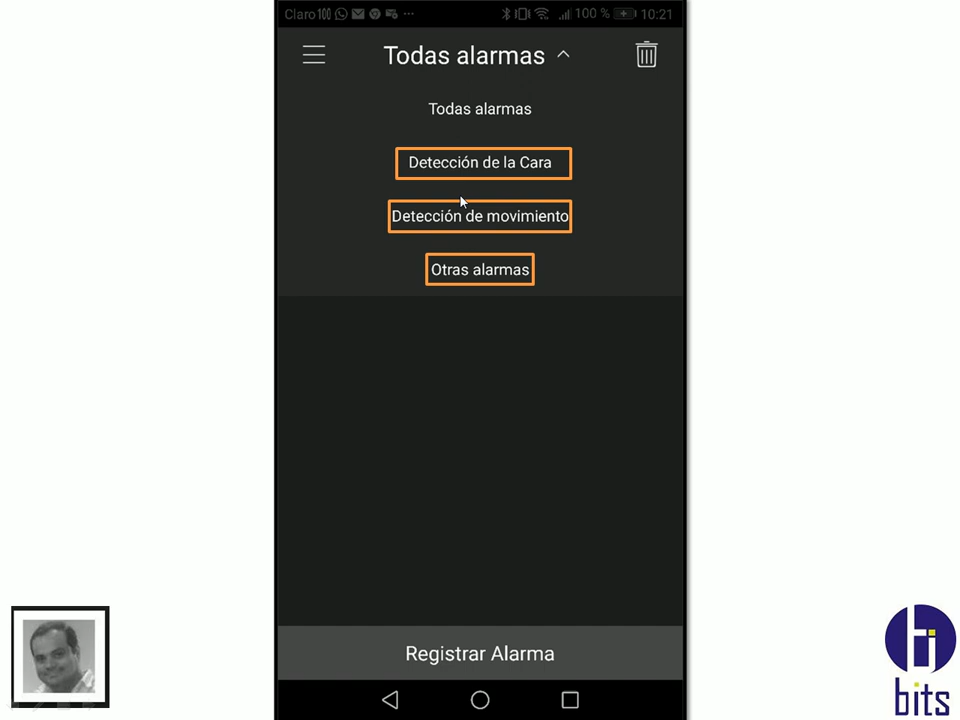 Claro 100 % 10:21
Todas alarmas
Todas alarmas
Detección de la Cara
Detección de movimiento
Otras alarmas
Registrar Alarma
bits